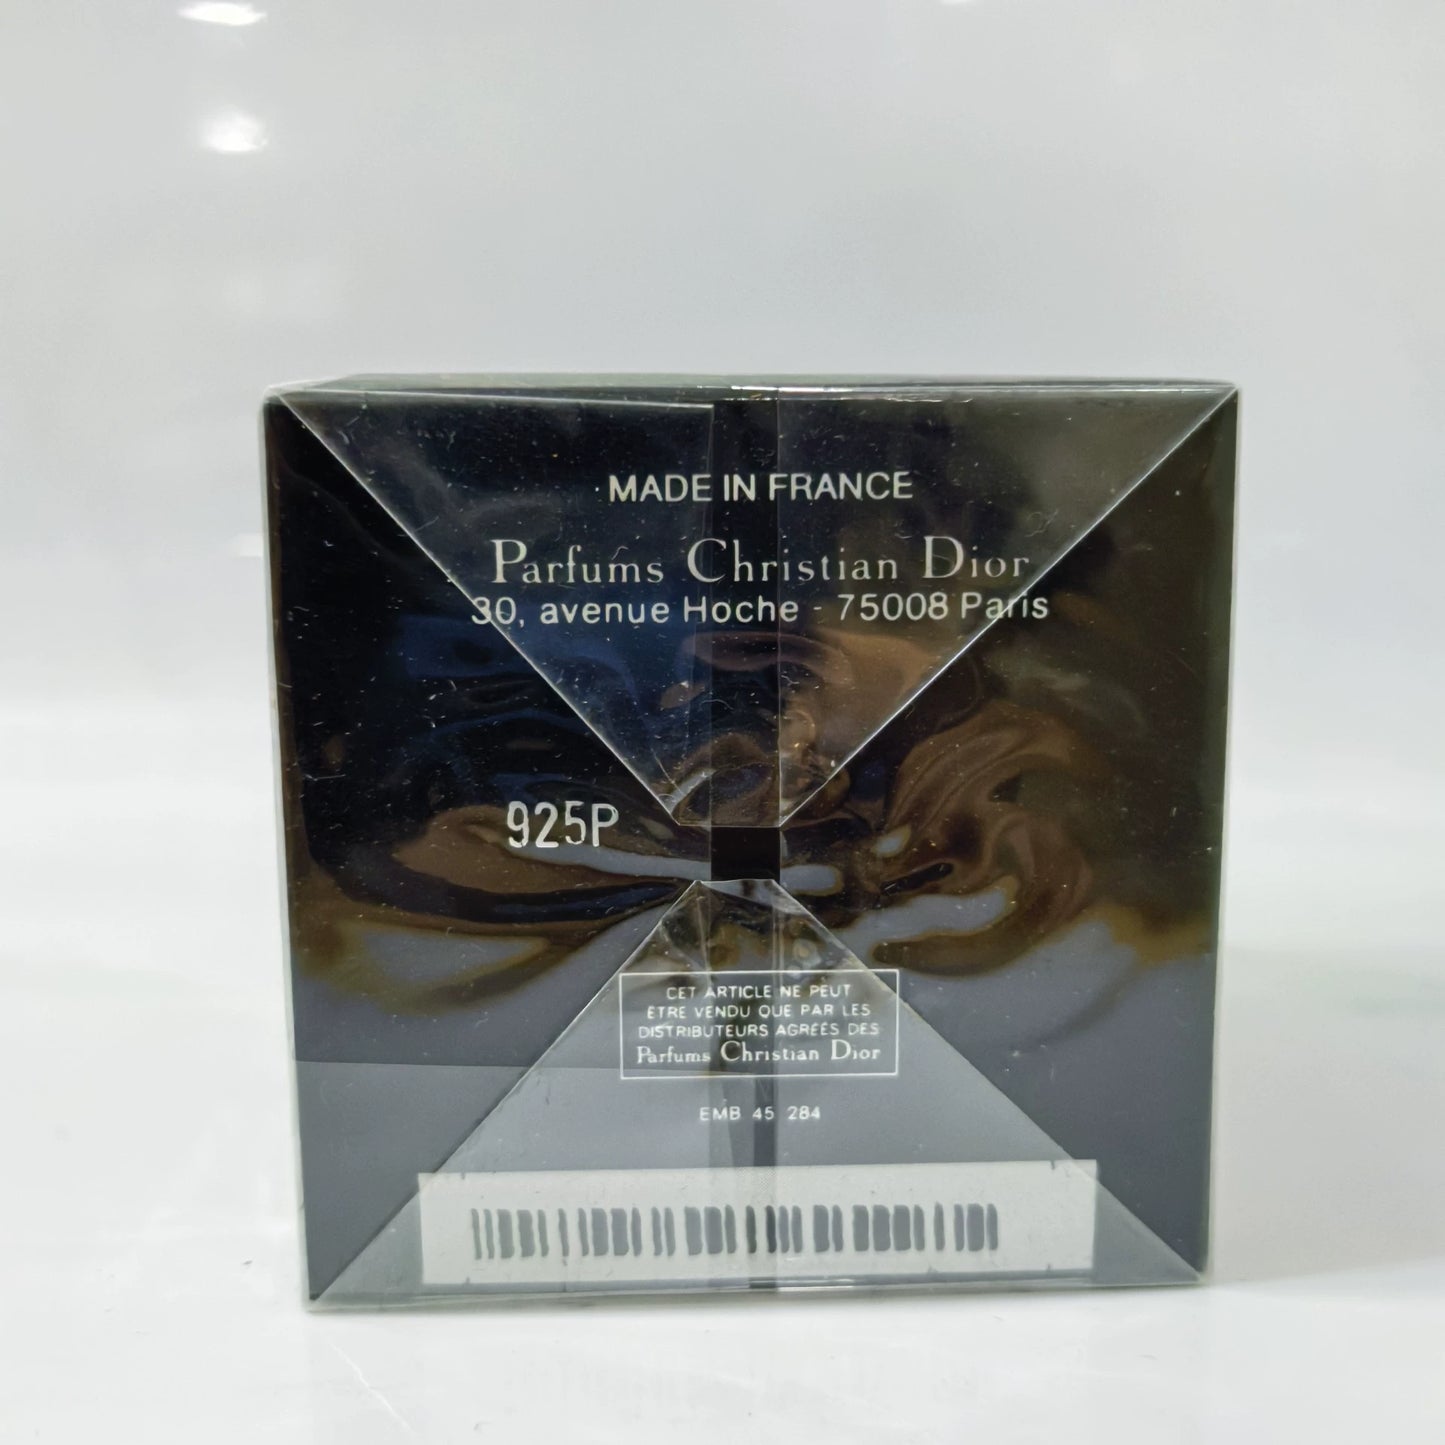 MADE IN FRANCE
Parfums Christian Dior
30, avenue Hoche - 75008 Paris
925P
CET ARTICLE NE PEUT
ETRE VENDU QUE PAR LES
DISTRIBUTEURS AGRÉÉS DES
Parfums Christian Dior
EMB 45 284